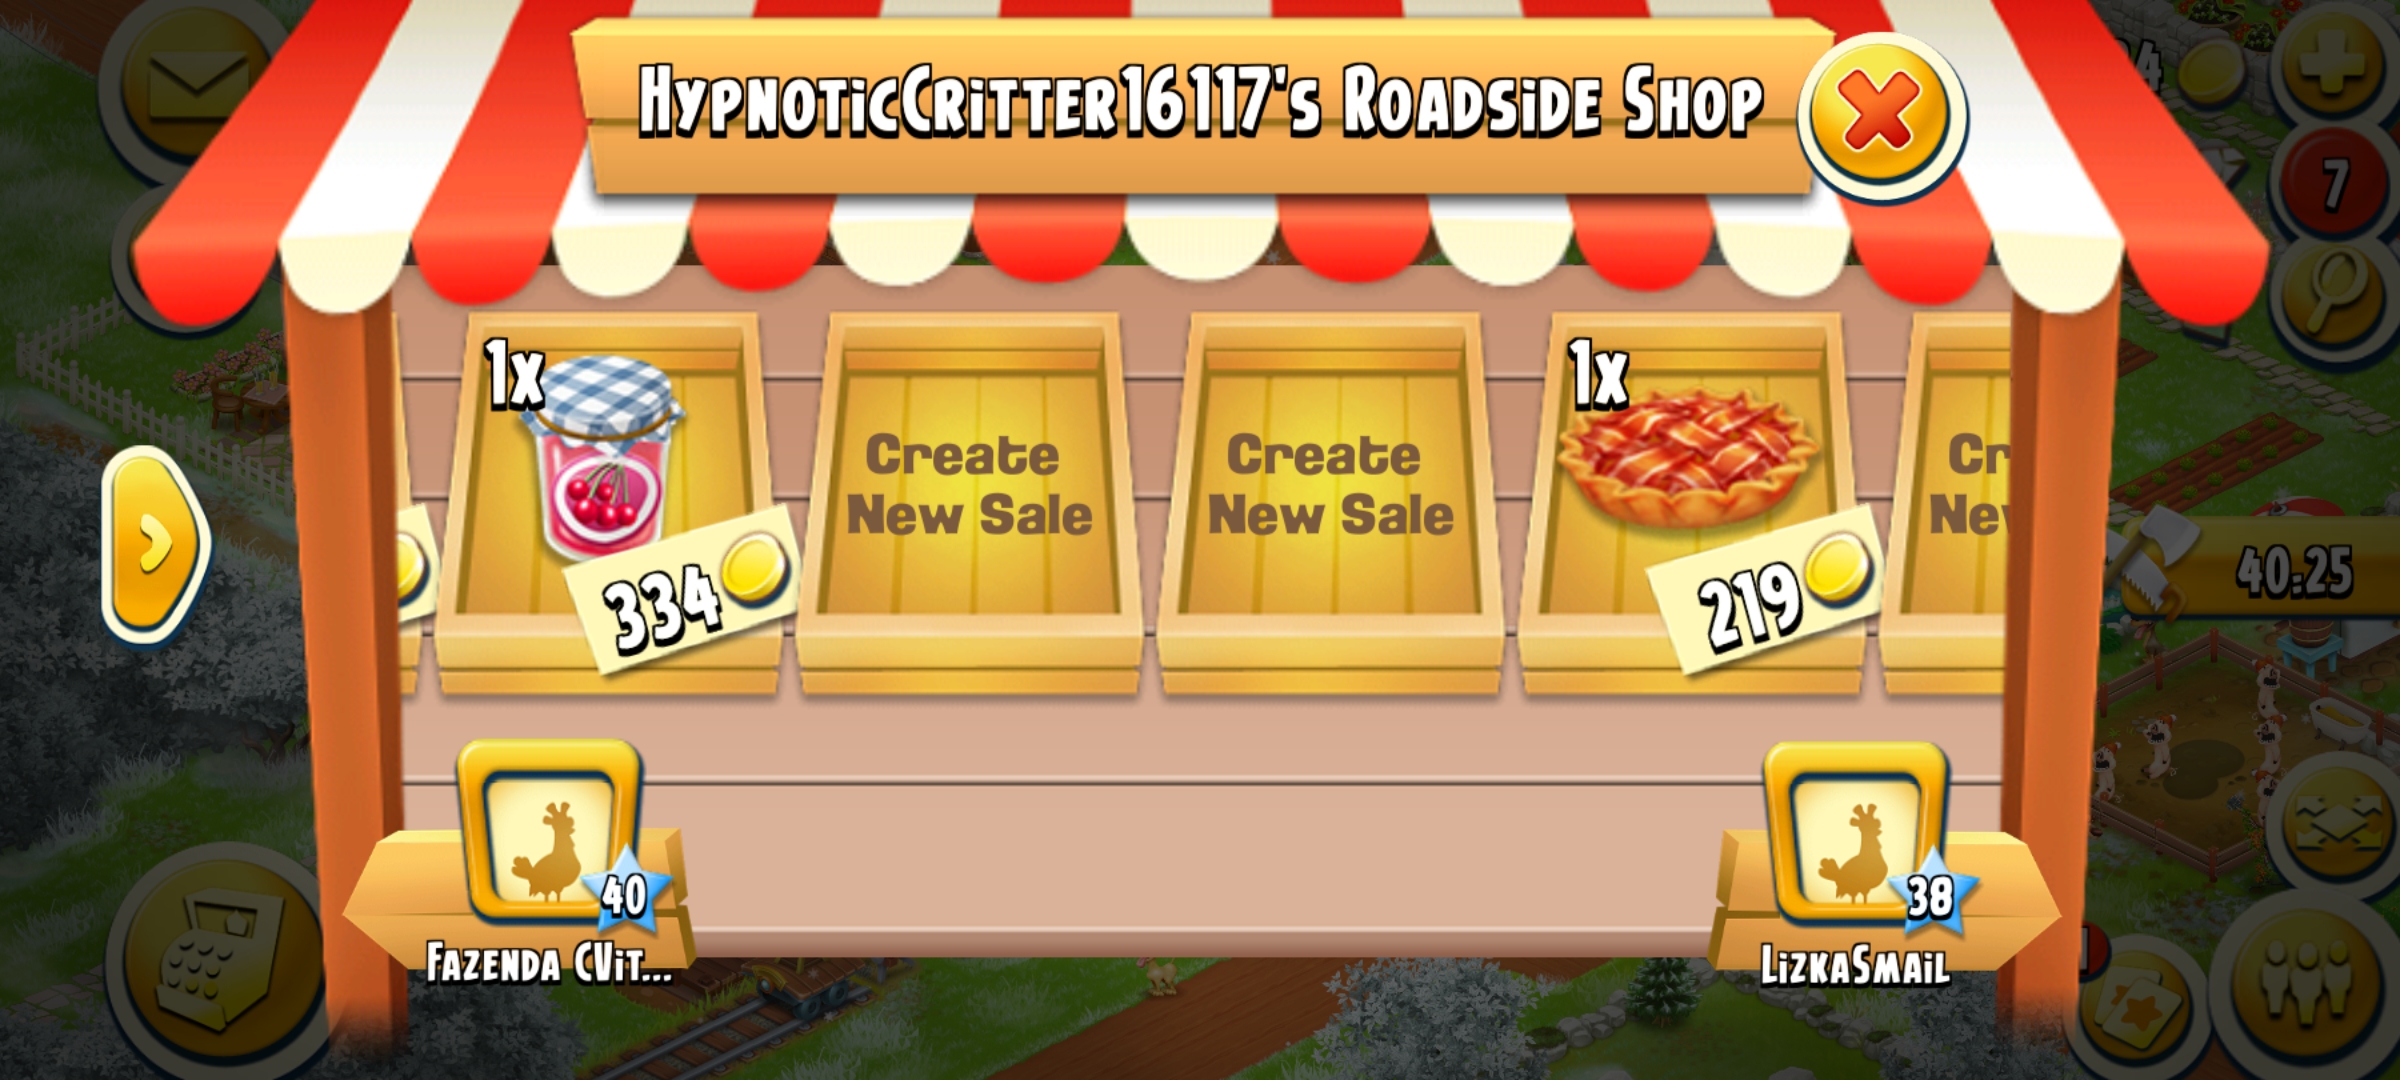 HypnoticCritter16117's Roadside Shop
7
1x
334
Create
New Sale
Create
New Sale
1x
219
40:25
40
Fazenda CVit...
38
LizkaSmail